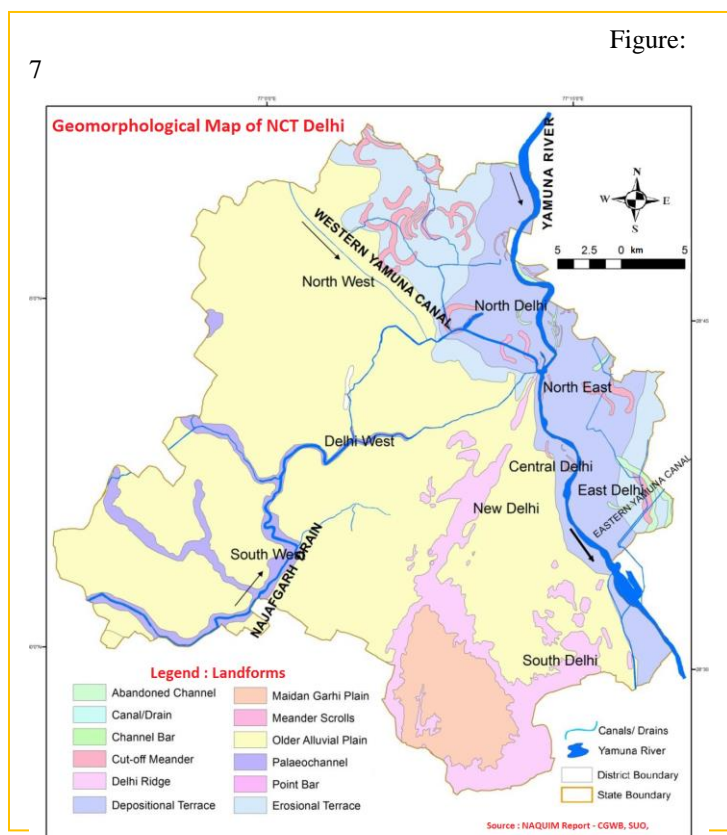 Figure:
7
Geomorphological Map of NCT Delhi
YAMUNA RIVER
N
W E
S
5 2.5 0 km 5
WESTERN YAMUNA CANAL
North West
North Delhi
North East
Delhi West
Central Delhi
East Delhi
New Delhi
EASTERN YAMUNA CANAL
South West
NAJAFGARH DRAIN
South Delhi
Legend : Landforms
Abandoned Channel
Canal/Drain
Channel Bar
Cut-off Meander
Delhi Ridge
Depositional Terrace
Maidan Garhi Plain
Meander Scrolls
Older Alluvial Plain
Palaeochannel
Point Bar
Erosional Terrace
Canals/ Drains
Yamuna River
District Boundary
State Boundary
Source : NAQUIM Report - CGWB, SUO,